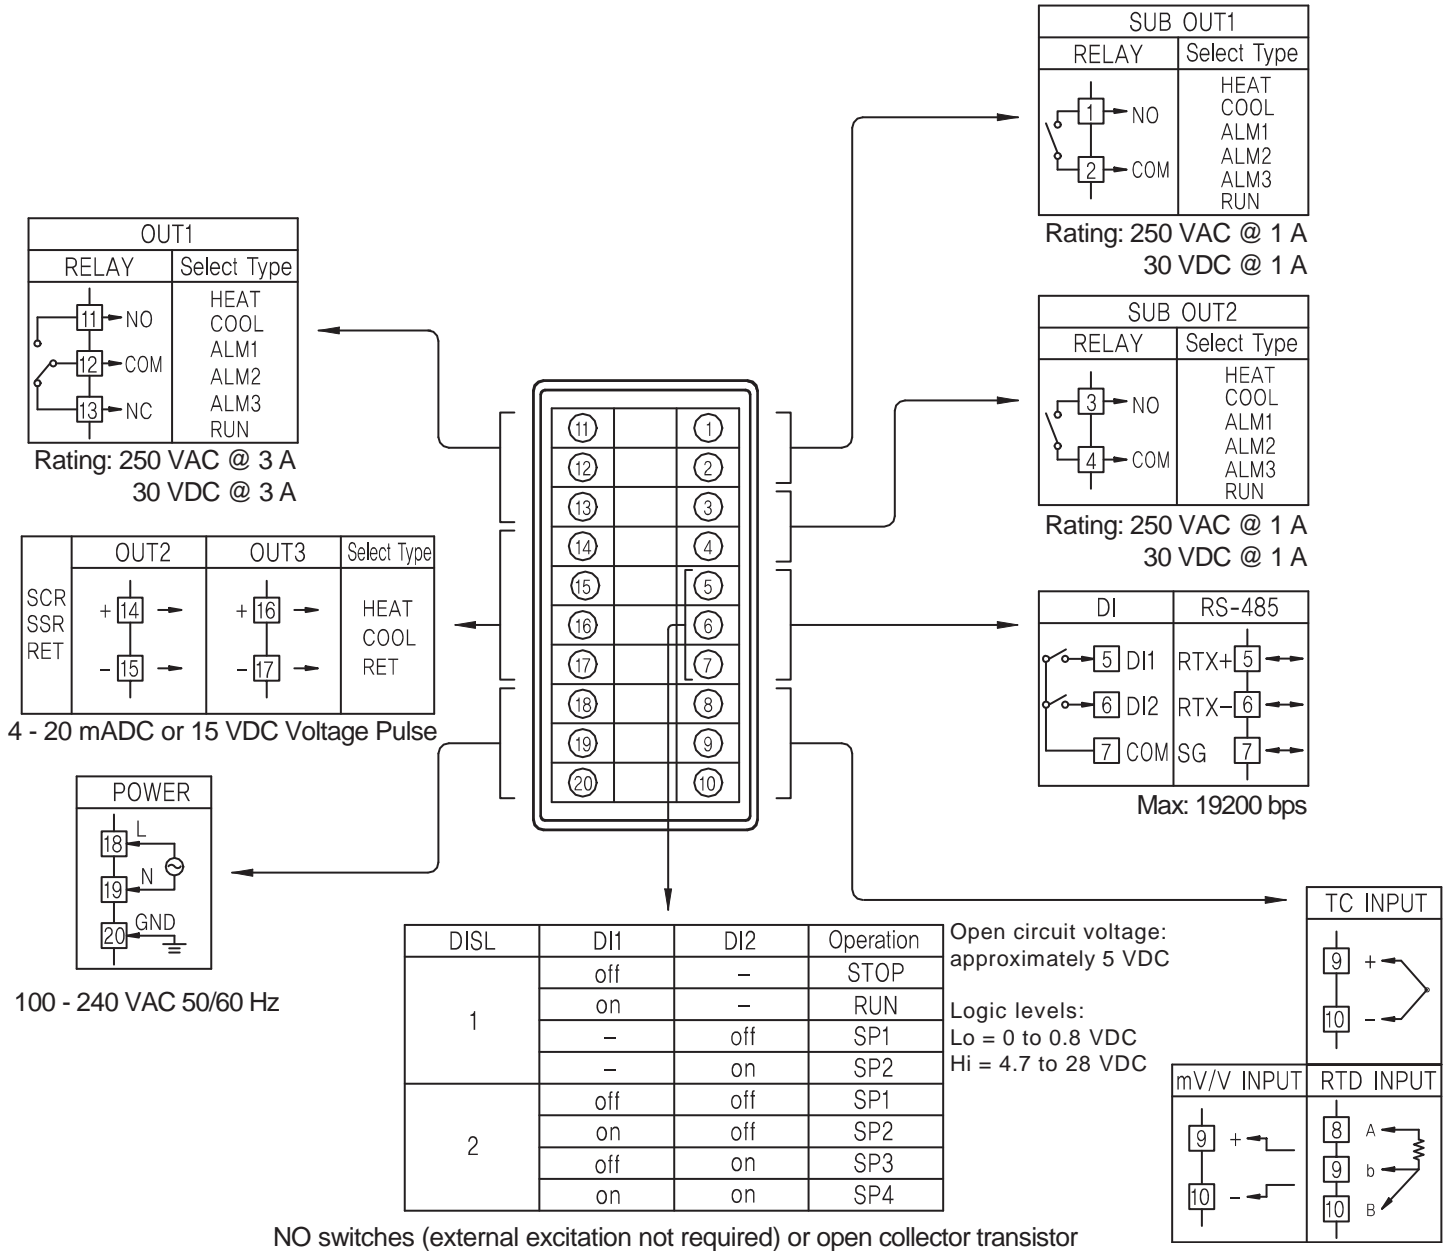 SUB OUT1
RELAY Select Type
1 NO
2 COM
HEAT
COOL
ALM1
ALM2
ALM3
RUN
Rating: 250 VAC @ 1 A
30 VDC @ 1 A
OUT1
RELAY Select Type
11 NO
12 COM
13 NC
HEAT
COOL
ALM1
ALM2
ALM3
RUN
Rating: 250 VAC @ 3 A
30 VDC @ 3 A
SUB OUT2
RELAY Select Type
3 NO
4 COM
HEAT
COOL
ALM1
ALM2
ALM3
RUN
Rating: 250 VAC @ 1 A
30 VDC @ 1 A
11 1
12 2
13 3
14 4
15 5
16 6
17 7
18 8
19 9
20 10
OUT2 OUT3 Select Type
SCR
SSR
RET
+ 14
- 15
+ 16
- 17
HEAT
COOL
RET
4 - 20 mADC or 15 VDC Voltage Pulse
DI RS-485
5 DI1 RTX+ 5
6 DI2 RTX- 6
7 COM SG 7
Max: 19200 bps
POWER
18 L
19 N
20 GND
100 - 240 VAC 50/60 Hz
DISL DI1 DI2 Operation
1
off – STOP
on – RUN
– off SP1
– on SP2
2
off off SP1
on off SP2
off on SP3
on on SP4
Open circuit voltage:
approximately 5 VDC
Logic levels:
Lo = 0 to 0.8 VDC
Hi = 4.7 to 28 VDC
NO switches (external excitation not required) or open collector transistor
TC INPUT
9 +
10 -
mV/V INPUT RTD INPUT
9 +
10 -
8 A
9 b
10 B